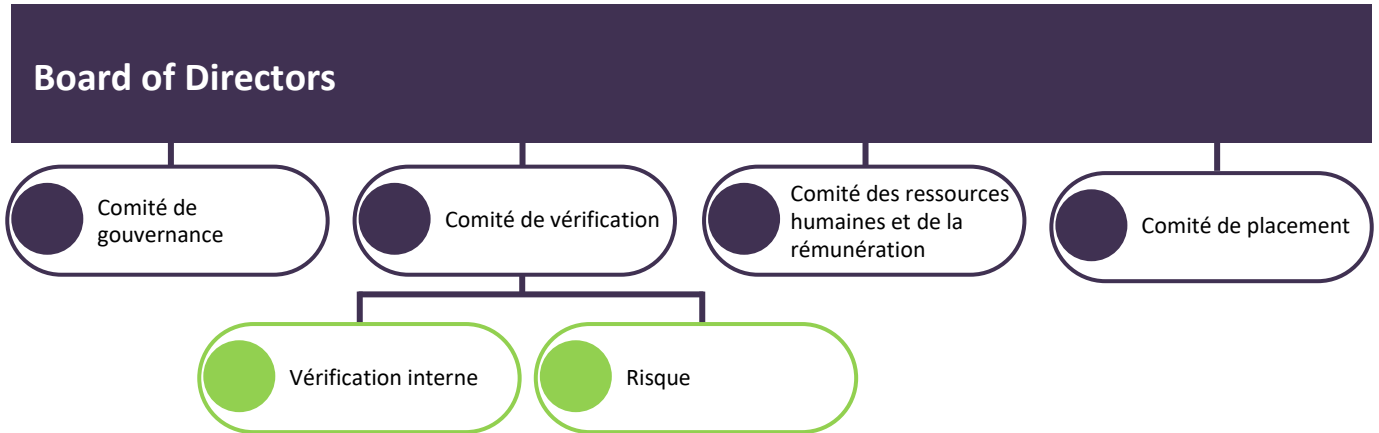 Board of Directors
Comité de
gouvernance
Comité de vérification
Comité des ressources
humaines et de la
rémunération
Comité de placement
Vérification interne
Risque